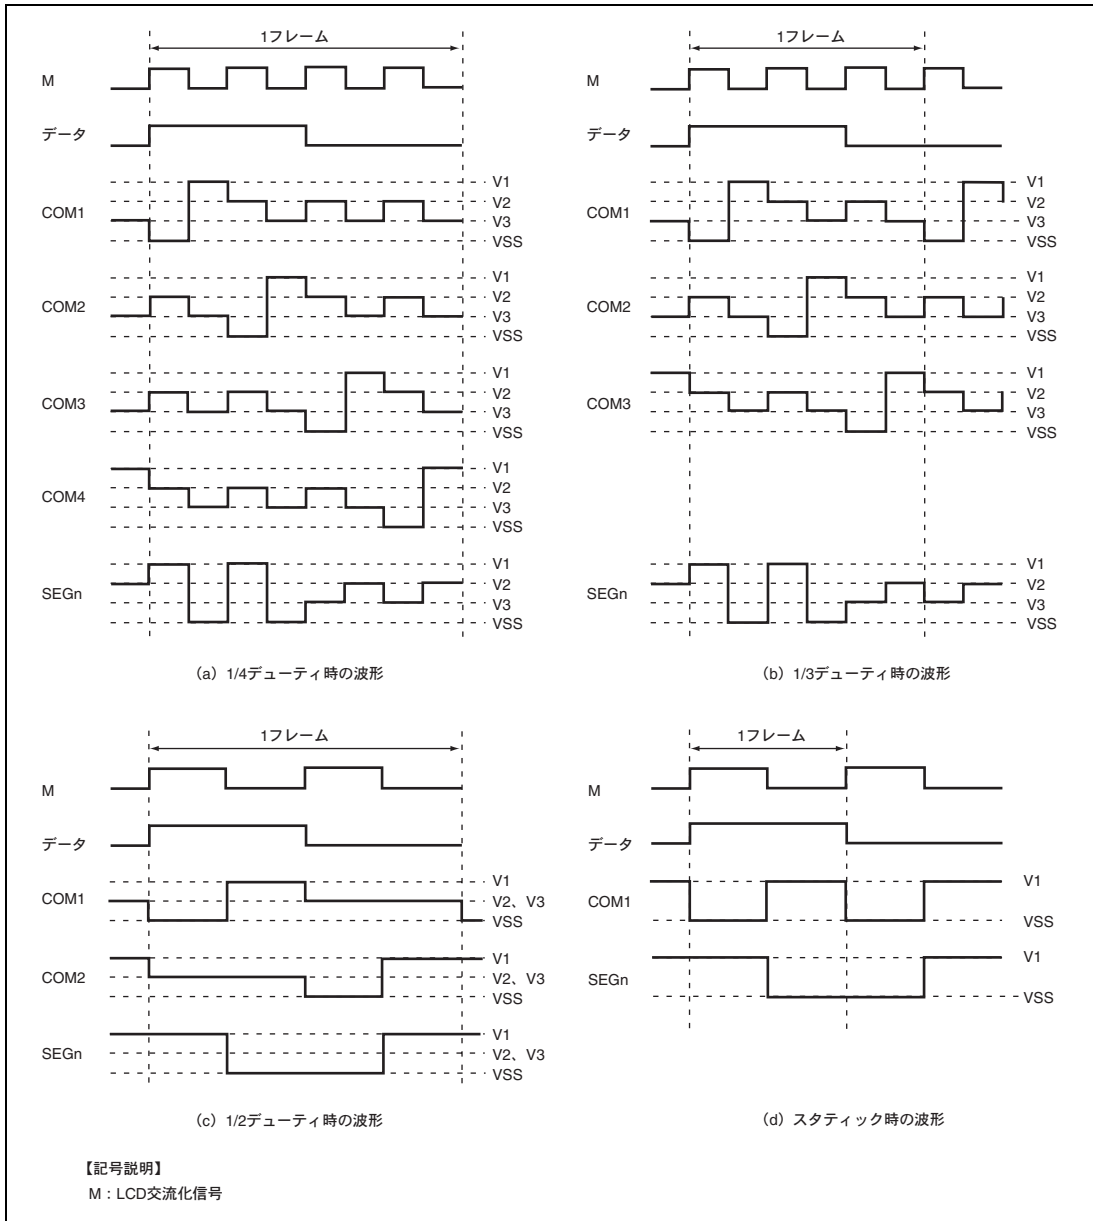 1フレーム
M
データ
COM1
V1
V2
V3
VSS
COM2
V1
V2
V3
VSS
COM3
V1
V2
V3
VSS
COM4
V1
V2
V3
VSS
SEGn
V1
V2
V3
VSS
(a) 1/4デューティ時の波形
1フレーム
M
データ
COM1
V1
V2
V3
VSS
COM2
V1
V2
V3
VSS
COM3
V1
V2
V3
VSS
SEGn
V1
V2
V3
VSS
(b) 1/3デューティ時の波形
1フレーム
M
データ
COM1
V1
V2、V3
VSS
COM2
V1
V2、V3
VSS
SEGn
V1
V2、V3
VSS
(c) 1/2デューティ時の波形
1フレーム
M
データ
COM1
V1
VSS
SEGn
V1
VSS
(d) スタティック時の波形
【記号説明】
M：LCD交流化信号